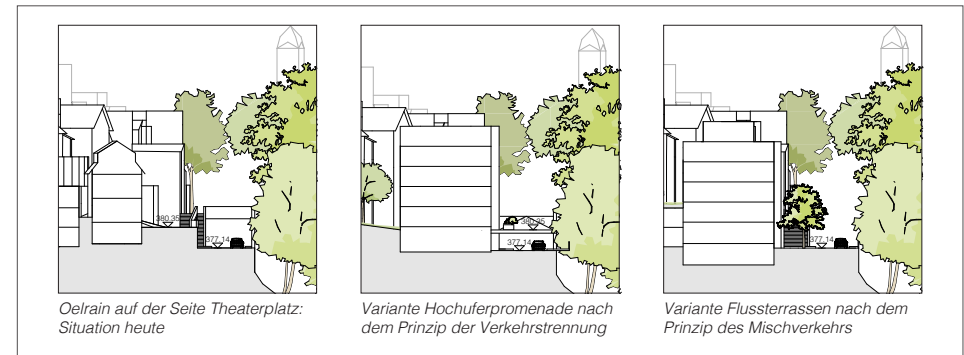 380.35
377.14
Oelrain auf der Seite Theaterplatz:
Situation heute
380.35
377.14
Variante Hochuferpromenade nach
dem Prinzip der Verkehrstrennung
377.14
Variante Flussterrassen nach dem
Prinzip des Mischverkehrs